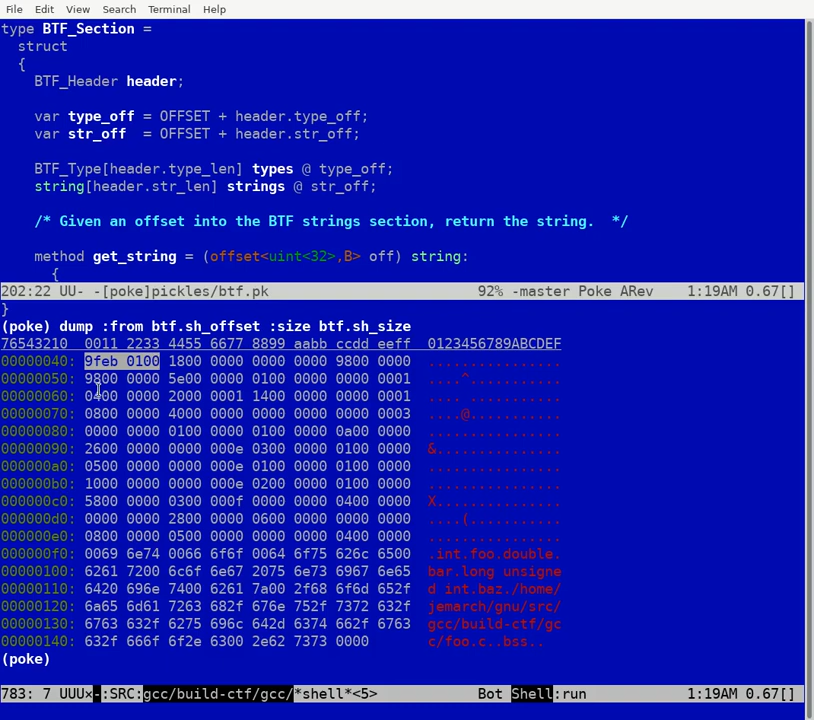 File Edit View Search Terminal Help
type BTF_Section =
  struct
  {
    BTF_Header header;

    var type_off = OFFSET + header.type_off;
    var str_off  = OFFSET + header.str_off;

    BTF_Type[header.type_len] types @ type_off;
    string[header.str_len] strings @ str_off;

    /* Given an offset into the BTF strings section, return the string.  */

    method get_string = (offset<uint<32>,B> off) string:
      {
202:22 UU- -[poke]pickles/btf.pk 92% -master Poke ARev 1:19AM 0.67[]
}
(poke) dump :from btf.sh_offset :size btf.sh_size
76543210  0011 2233 4455 6677 8899 aabb ccdd eeff  0123456789ABCDEF
00000040: 9feb 0100 1800 0000 0000 0000 9800 0000  ................
00000050: 9800 0000 5e00 0000 0100 0000 0000 0001  ....^...........
00000060: 0400 0000 2000 0001 1400 0000 0000 0001  .... ...........
00000070: 0800 0000 4000 0000 0000 0000 0000 0003  ....@...........
00000080: 0000 0000 0100 0000 0100 0000 0a00 0000  ................
00000090: 2600 0000 0000 000e 0300 0000 0100 0000  &...............
000000a0: 0500 0000 0000 000e 0100 0000 0100 0000  ................
000000b0: 1000 0000 0000 000e 0200 0000 0100 0000  ................
000000c0: 5800 0000 0300 000f 0000 0000 0400 0000  X...............
000000d0: 0000 0000 2800 0000 0600 0000 0000 0000  ....(...........
000000e0: 0800 0000 0500 0000 0000 0000 0400 0000  ................
000000f0: 0069 6e74 0066 6f6f 0064 6f75 626c 6500  .int.foo.double.
00000100: 6261 7200 6c6f 6e67 2075 6e73 6967 6e65  bar.long unsigne
00000110: 6420 696e 7400 6261 7a00 2f68 6f6d 652f  d int.baz./home/
00000120: 6a65 6d61 7263 682f 676e 752f 7372 632f  jemarch/gnu/src/
00000130: 6763 632f 6275 696c 642d 6374 662f 6763  gcc/build-ctf/gc
00000140: 632f 666f 6f2e 6300 2e62 7373 0000  c/foo.c..bss..
(poke)
783: 7 UUU×-:SRC:gcc/build-ctf/gcc/*shell*<5> Bot Shell:run 1:19AM 0.67[]